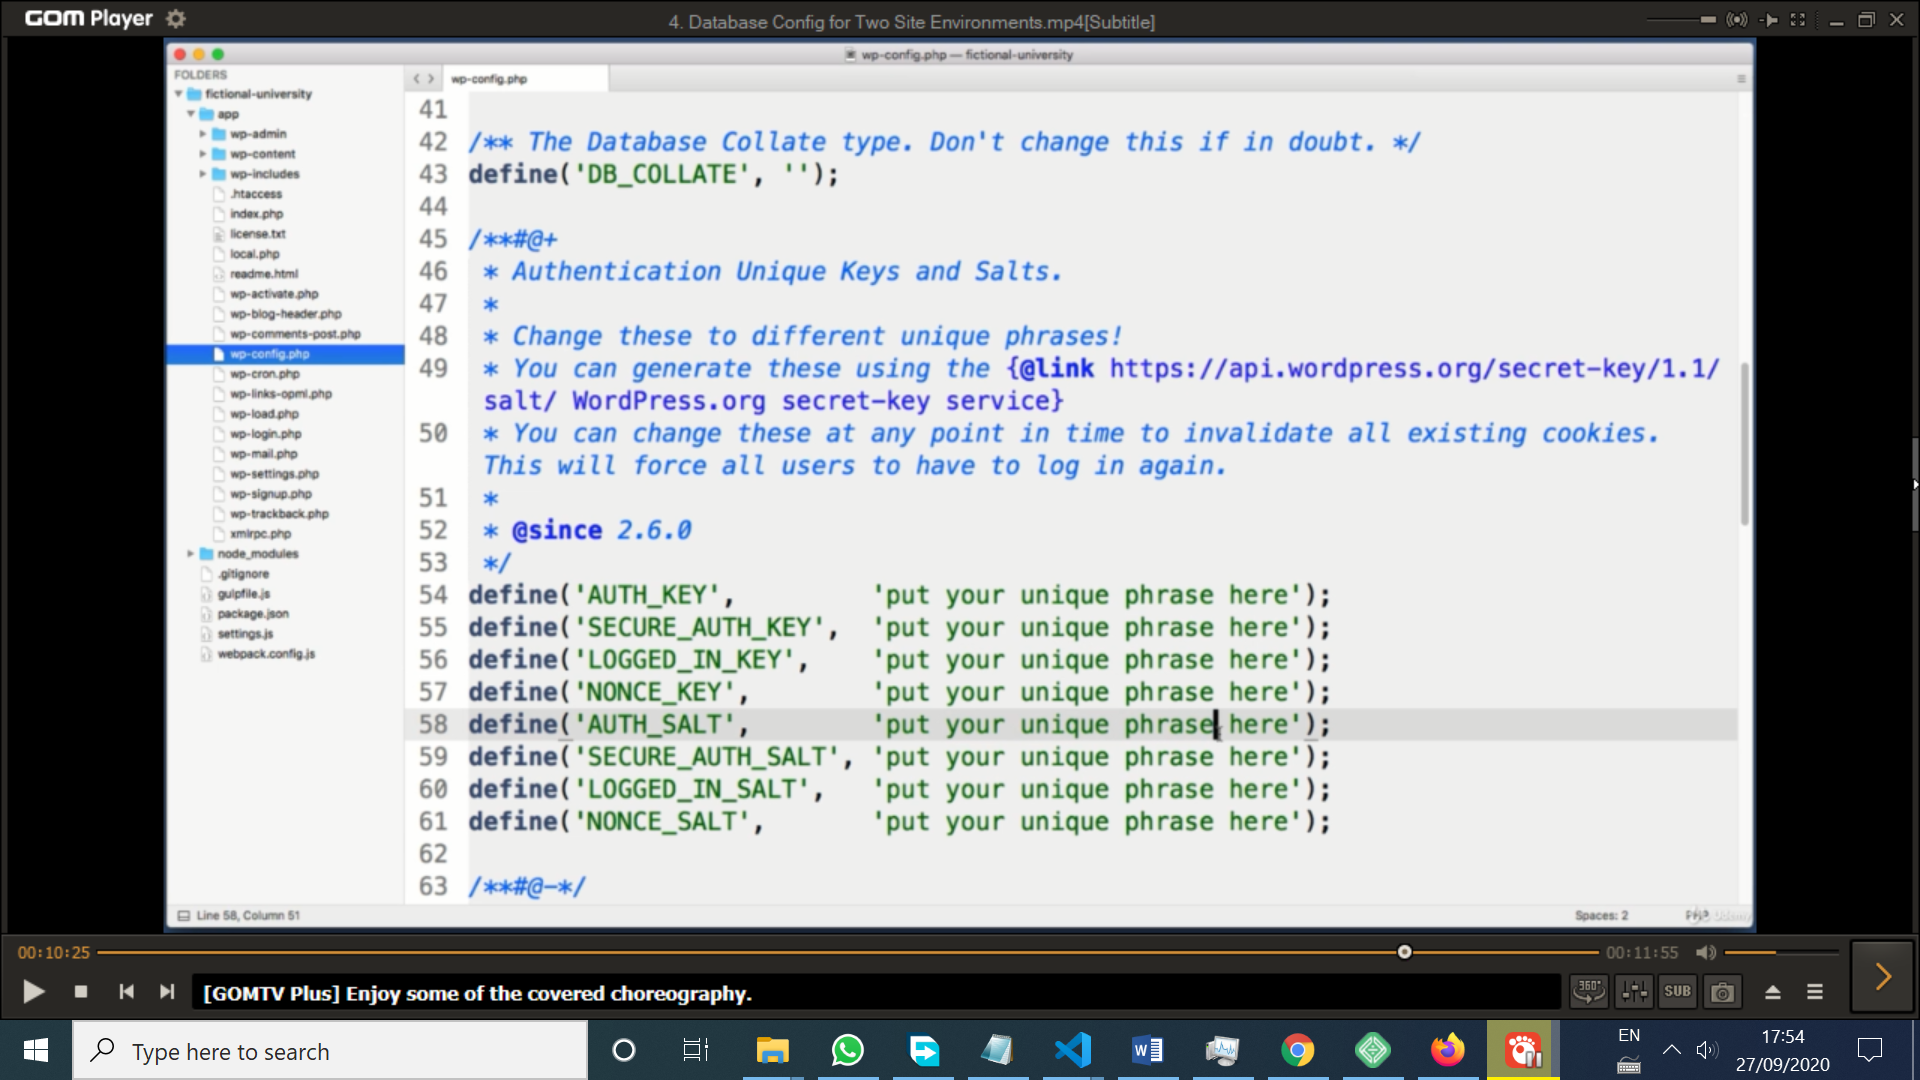 GOM Player
4. Database Config for Two Site Environments.mp4[Subtitle]
wp-config.php — fictional-university
FOLDERS
fictional-university
app
wp-admin
wp-content
wp-includes
.htaccess
index.php
license.txt
local.php
readme.html
wp-activate.php
wp-blog-header.php
wp-comments-post.php
wp-config.php
wp-cron.php
wp-links-opml.php
wp-load.php
wp-login.php
wp-mail.php
wp-settings.php
wp-signup.php
wp-trackback.php
xmlrpc.php
node_modules
.gitignore
gulpfile.js
package.json
settings.js
webpack.config.js
wp-config.php
41
42 /** The Database Collate type. Don't change this if in doubt. */
43 define('DB_COLLATE', '');
44
45 /**#@+
46 * Authentication Unique Keys and Salts.
47 *
48 * Change these to different unique phrases!
49 * You can generate these using the {@link https://api.wordpress.org/secret-key/1.1/
salt/ WordPress.org secret-key service}
50 * You can change these at any point in time to invalidate all existing cookies.
This will force all users to have to log in again.
51 *
52 * @since 2.6.0
53 */
54 define('AUTH_KEY', 'put your unique phrase here');
55 define('SECURE_AUTH_KEY', 'put your unique phrase here');
56 define('LOGGED_IN_KEY', 'put your unique phrase here');
57 define('NONCE_KEY', 'put your unique phrase here');
58 define('AUTH_SALT', 'put your unique phrase here');
59 define('SECURE_AUTH_SALT', 'put your unique phrase here');
60 define('LOGGED_IN_SALT', 'put your unique phrase here');
61 define('NONCE_SALT', 'put your unique phrase here');
62
63 /**#@-*/
Line 58, Column 51
Spaces: 2
PHP
Udemy
00:10:25
00:11:55
[GOMTV Plus] Enjoy some of the covered choreography.
360°
SUB
Type here to search
EN
17:54
27/09/2020